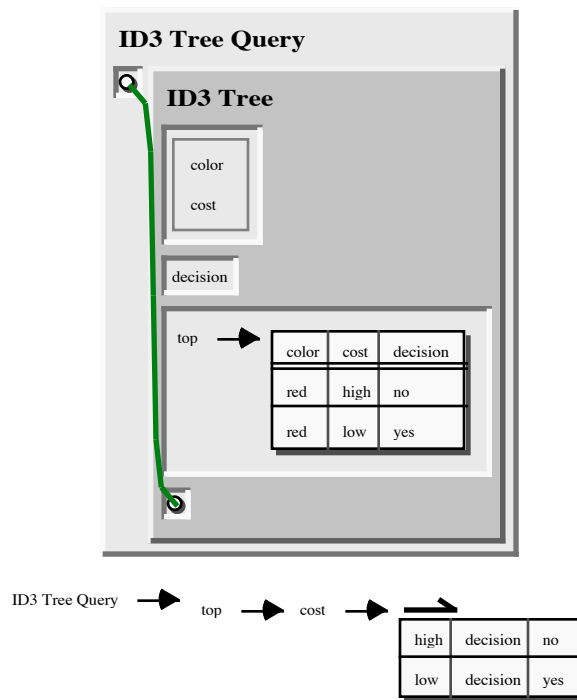 ID3 Tree Query
ID3 Tree
color
cost
decision
top
color cost decision
red high no
red low yes
ID3 Tree Query top cost
high decision no
low decision yes